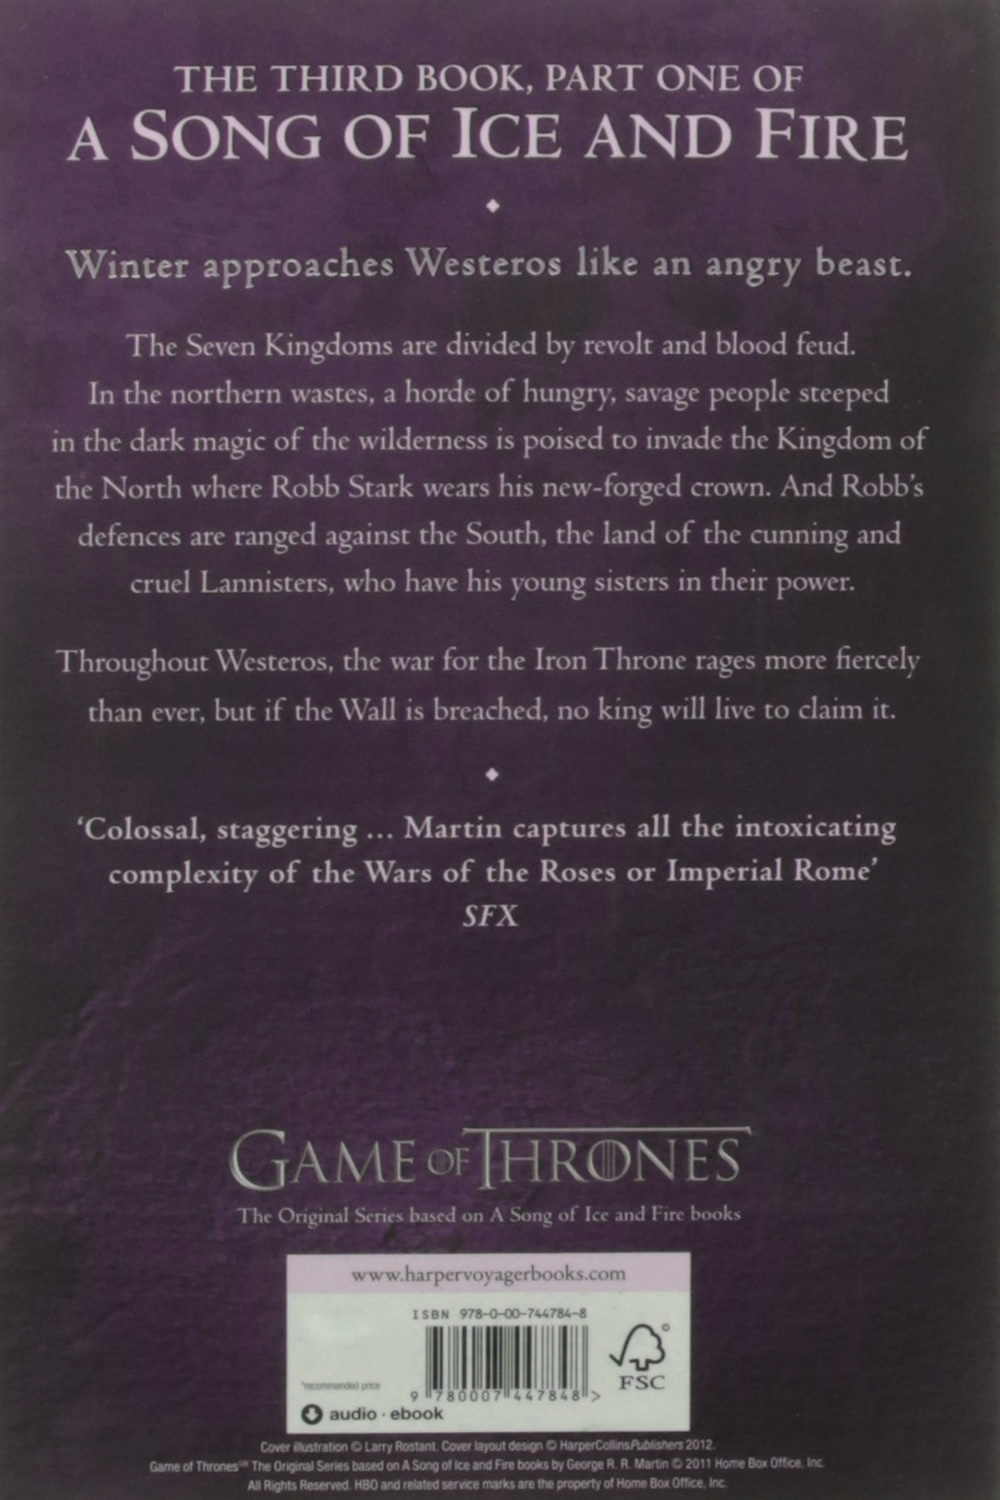 THE THIRD BOOK, PART ONE OF
A SONG OF ICE AND FIRE
Winter approaches Westeros like an angry beast.
The Seven Kingdoms are divided by revolt and blood feud.
In the northern wastes, a horde of hungry, savage people steeped
in the dark magic of the wilderness is poised to invade the Kingdom of
the North where Robb Stark wears his new-forged crown. And Robb's
defences are ranged against the South, the land of the cunning and
cruel Lannisters, who have his young sisters in their power.
Throughout Westeros, the war for the Iron Throne rages more fiercely
than ever, but if the Wall is breached, no king will live to claim it.
‘Colossal, staggering ... Martin captures all the intoxicating
complexity of the Wars of the Roses or Imperial Rome’
SFX
GAME OF THRONES
The Original Series based on A Song of Ice and Fire books
www.harpervoyagerbooks.com
ISBN 978-0-00-744784-8
9 780007 447848 >
FSC
*recommended price
audio · ebook
Cover illustration © Larry Rostant. Cover layout design © HarperCollinsPublishers 2012.
Game of Thrones℠ The Original Series based on A Song of Ice and Fire books by George R. R. Martin © 2011 Home Box Office, Inc.
All Rights Reserved. HBO and related service marks are the property of Home Box Office, Inc.